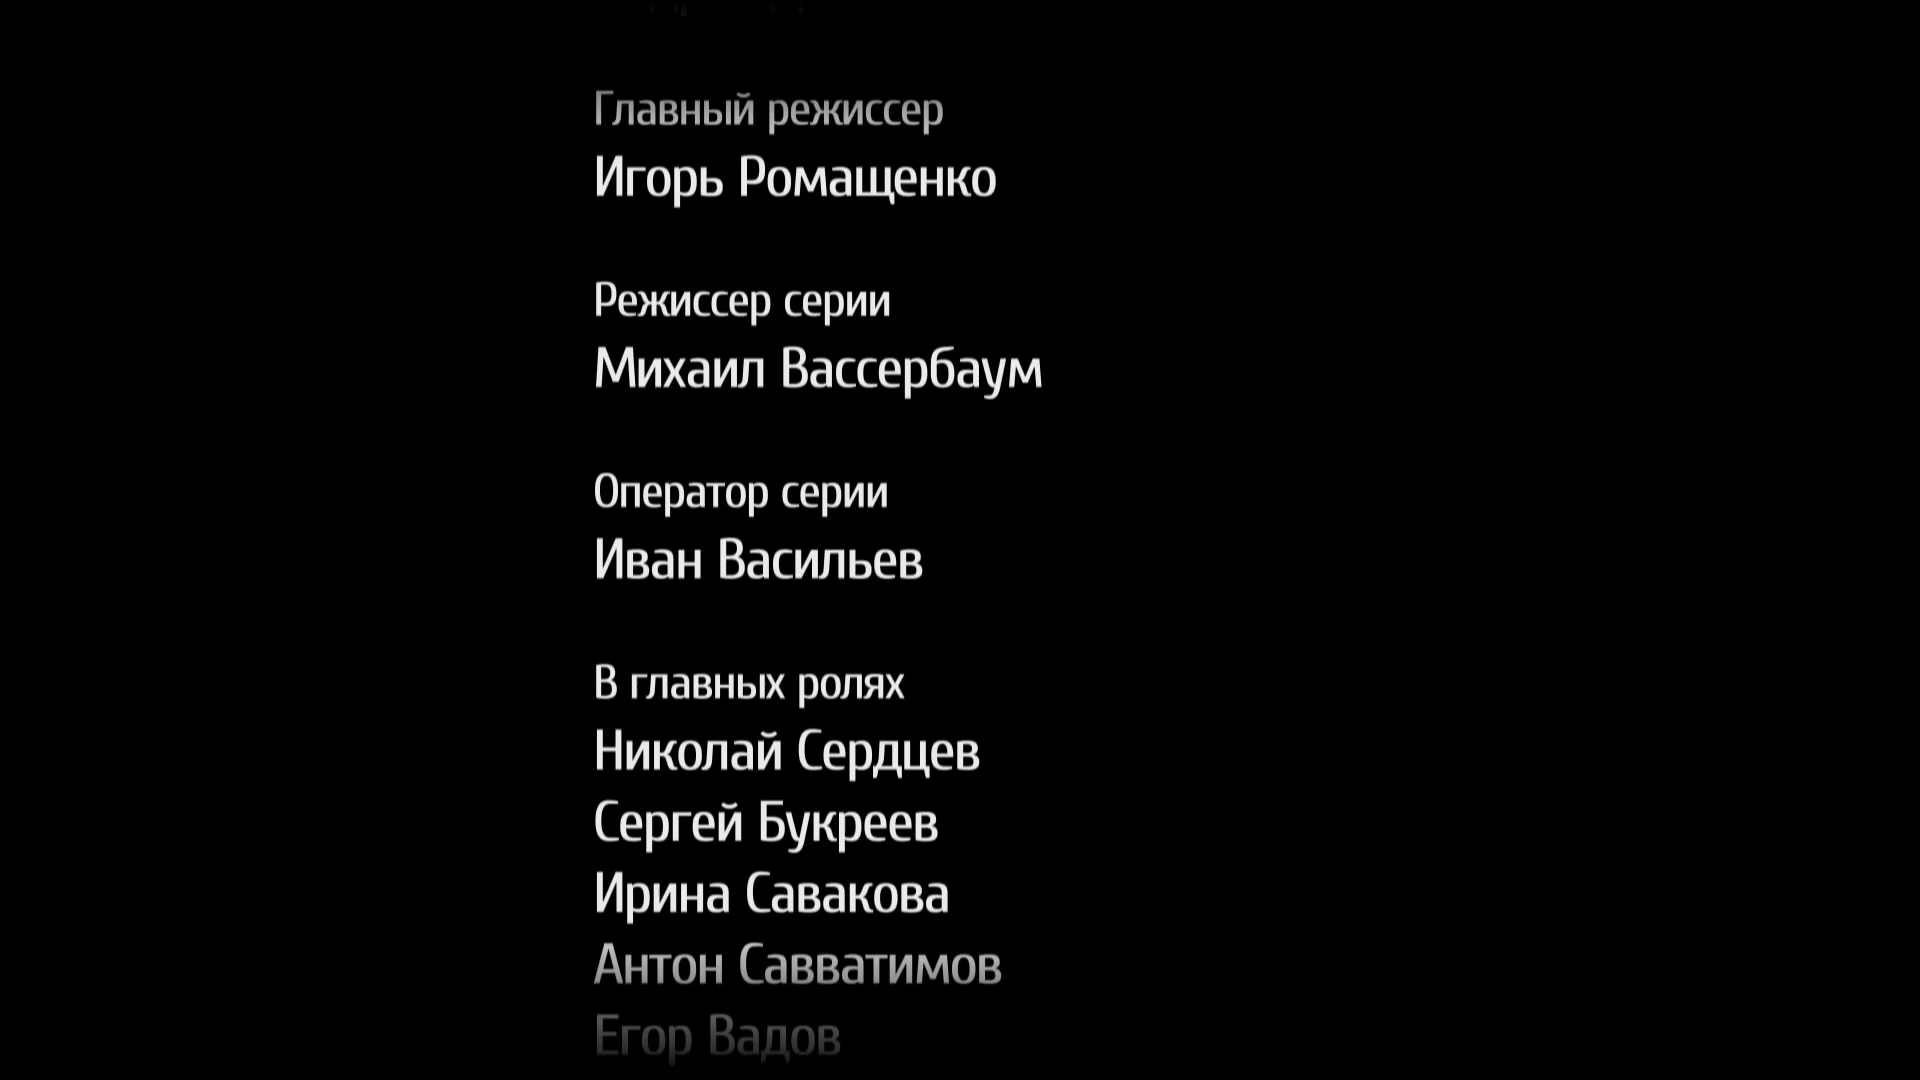 Главный режиссер
Игорь Ромащенко
Режиссер серии
Михаил Вассербаум
Оператор серии
Иван Васильев
В главных ролях
Николай Сердцев
Сергей Букреев
Ирина Савакова
Антон Савватимов
Егор Вадов